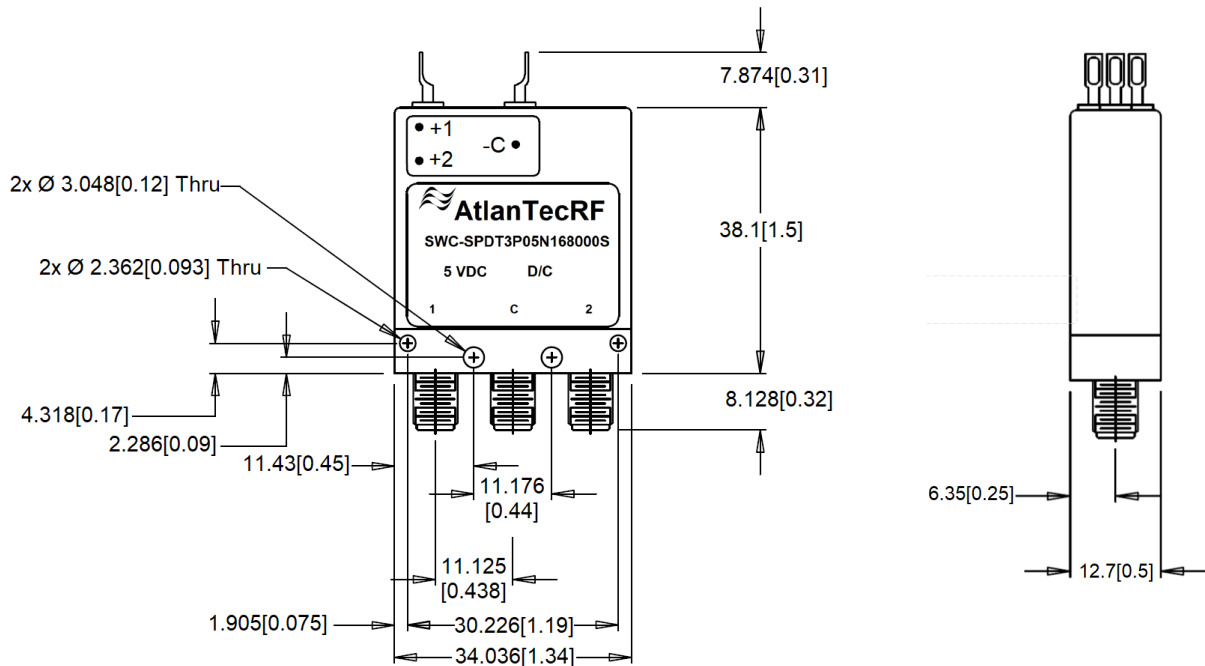 7.874[0.31]
+1
+2
-C
2x Ø 3.048[0.12] Thru
AtlanTecRF
SWC-SPDT3P05N168000S
38.1[1.5]
2x Ø 2.362[0.093] Thru
5 VDC D/C
1 C 2
4.318[0.17]
8.128[0.32]
2.286[0.09]
11.43[0.45]
11.176
[0.44]
6.35[0.25]
11.125
[0.438]
12.7[0.5]
1.905[0.075]
30.226[1.19]
34.036[1.34]